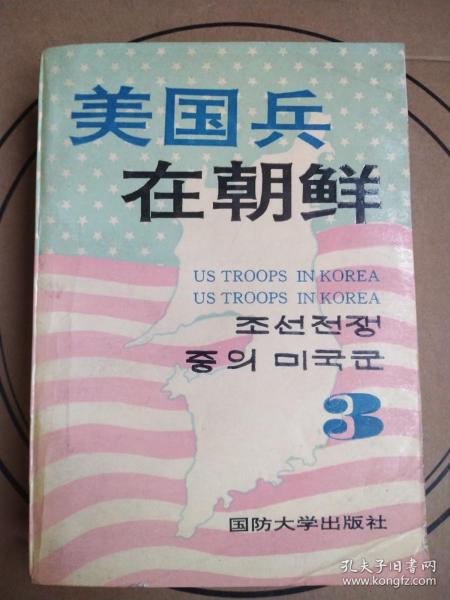 美国兵
在朝鲜
US TROOPS IN KOREA
US TROOPS IN KOREA
조선전쟁
중의 미국군
3
国防大学出版社
孔夫子旧书网
www.kongfz.com